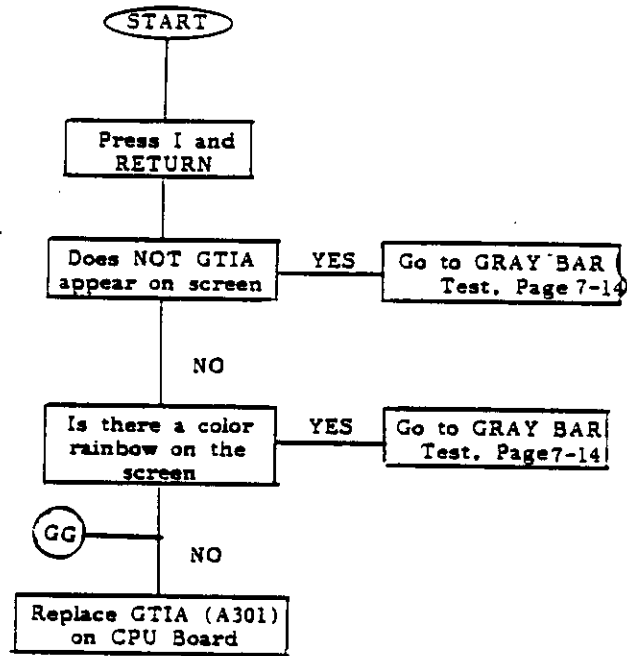 START
Press I and
RETURN
Does NOT GTIA
appear on screen
YES
Go to GRAY BAR
Test. Page 7-14
NO
Is there a color
rainbow on the
screen
YES
Go to GRAY BAR
Test. Page7-14
GG
NO
Replace GTIA (A301)
on CPU Board